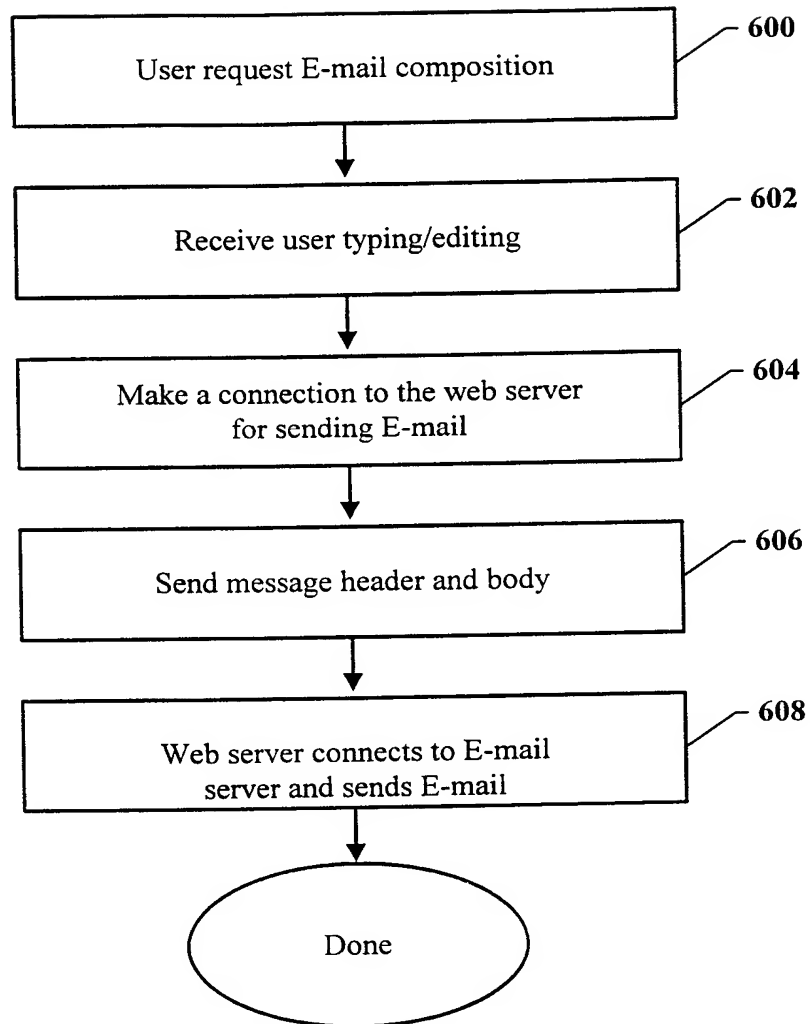 600
User request E-mail composition
602
Receive user typing/editing
604
Make a connection to the web server
for sending E-mail
606
Send message header and body
608
Web server connects to E-mail
server and sends E-mail
Done